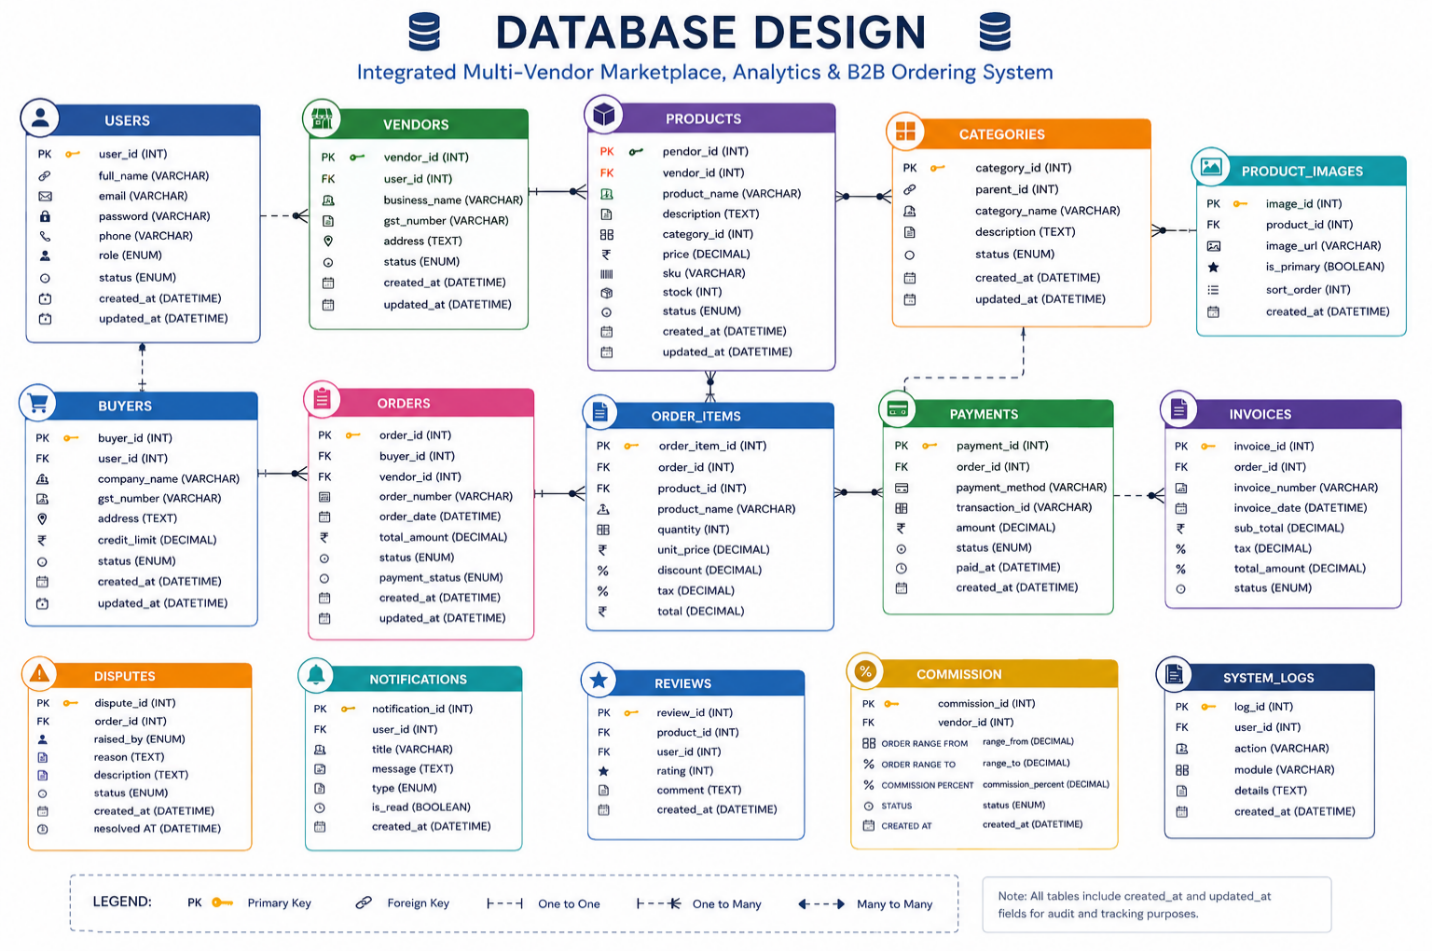 DATABASE DESIGN
Integrated Multi-Vendor Marketplace, Analytics & B2B Ordering System
USERS
PK user_id (INT)
full_name (VARCHAR)
email (VARCHAR)
password (VARCHAR)
phone (VARCHAR)
role (ENUM)
status (ENUM)
created_at (DATETIME)
updated_at (DATETIME)
VENDORS
PK vendor_id (INT)
FK user_id (INT)
business_name (VARCHAR)
gst_number (VARCHAR)
address (TEXT)
status (ENUM)
created_at (DATETIME)
updated_at (DATETIME)
PRODUCTS
PK pendor_id (INT)
FK vendor_id (INT)
product_name (VARCHAR)
description (TEXT)
category_id (INT)
₹ price (DECIMAL)
sku (VARCHAR)
stock (INT)
status (ENUM)
created_at (DATETIME)
updated_at (DATETIME)
CATEGORIES
PK category_id (INT)
parent_id (INT)
category_name (VARCHAR)
description (TEXT)
status (ENUM)
created_at (DATETIME)
updated_at (DATETIME)
PRODUCT_IMAGES
PK image_id (INT)
FK product_id (INT)
image_url (VARCHAR)
is_primary (BOOLEAN)
sort_order (INT)
created_at (DATETIME)
BUYERS
PK buyer_id (INT)
FK user_id (INT)
company_name (VARCHAR)
gst_number (VARCHAR)
address (TEXT)
₹ credit_limit (DECIMAL)
status (ENUM)
created_at (DATETIME)
updated_at (DATETIME)
ORDERS
PK order_id (INT)
FK buyer_id (INT)
FK vendor_id (INT)
order_number (VARCHAR)
order_date (DATETIME)
₹ total_amount (DECIMAL)
status (ENUM)
payment_status (ENUM)
created_at (DATETIME)
updated_at (DATETIME)
ORDER_ITEMS
PK order_item_id (INT)
FK order_id (INT)
FK product_id (INT)
product_name (VARCHAR)
quantity (INT)
₹ unit_price (DECIMAL)
% discount (DECIMAL)
% tax (DECIMAL)
₹ total (DECIMAL)
PAYMENTS
PK payment_id (INT)
FK order_id (INT)
payment_method (VARCHAR)
transaction_id (VARCHAR)
₹ amount (DECIMAL)
status (ENUM)
paid_at (DATETIME)
created_at (DATETIME)
INVOICES
PK invoice_id (INT)
FK order_id (INT)
invoice_number (VARCHAR)
invoice_date (DATETIME)
₹ sub_total (DECIMAL)
% tax (DECIMAL)
% total_amount (DECIMAL)
status (ENUM)
DISPUTES
PK dispute_id (INT)
FK order_id (INT)
raised_by (ENUM)
reason (TEXT)
description (TEXT)
status (ENUM)
created_at (DATETIME)
resolved AT (DATETIME)
NOTIFICATIONS
PK notification_id (INT)
FK user_id (INT)
title (VARCHAR)
message (TEXT)
type (ENUM)
is_read (BOOLEAN)
created_at (DATETIME)
REVIEWS
PK review_id (INT)
FK product_id (INT)
FK user_id (INT)
rating (INT)
comment (TEXT)
created_at (DATETIME)
%
COMMISSION
PK commission_id (INT)
FK vendor_id (INT)
ORDER RANGE FROM range_from (DECIMAL)
% ORDER RANGE TO range_to (DECIMAL)
% COMMISSION PERCENT commission_percent (DECIMAL)
STATUS status (ENUM)
CREATED AT created_at (DATETIME)
SYSTEM_LOGS
PK log_id (INT)
FK user_id (INT)
action (VARCHAR)
module (VARCHAR)
details (TEXT)
created_at (DATETIME)
LEGEND: PK Primary Key Foreign Key One to One One to Many Many to Many
Note: All tables include created_at and updated_at
fields for audit and tracking purposes.